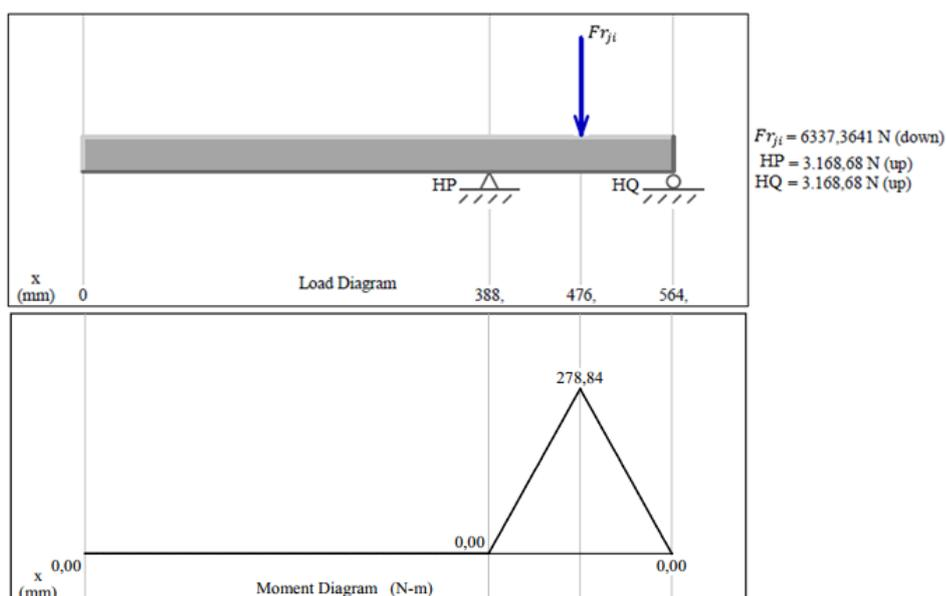 Fr_ji
Fr_ji = 6337,3641 N (down)
HP = 3.168,68 N (up)
HQ = 3.168,68 N (up)
HP
HQ
x
(mm) 0 388, 476, 564,
Load Diagram
278,84
0,00
0,00 0,00
x
(mm)
Moment Diagram (N-m)